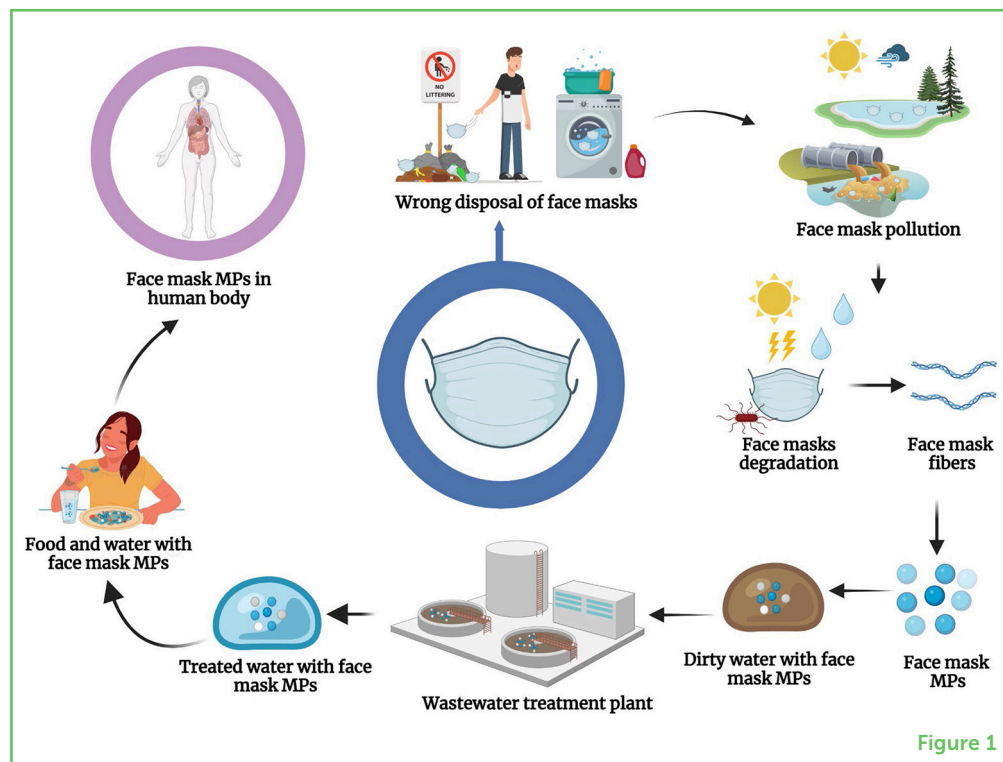 NO
LITTERING
Wrong disposal of face masks
Face mask pollution
Face masks
degradation
Face mask
fibers
Face mask
MPs
Dirty water with face
mask MPs
Wastewater treatment plant
Treated water with face
mask MPs
Food and water with
face mask MPs
Face mask MPs in
human body
Figure 1